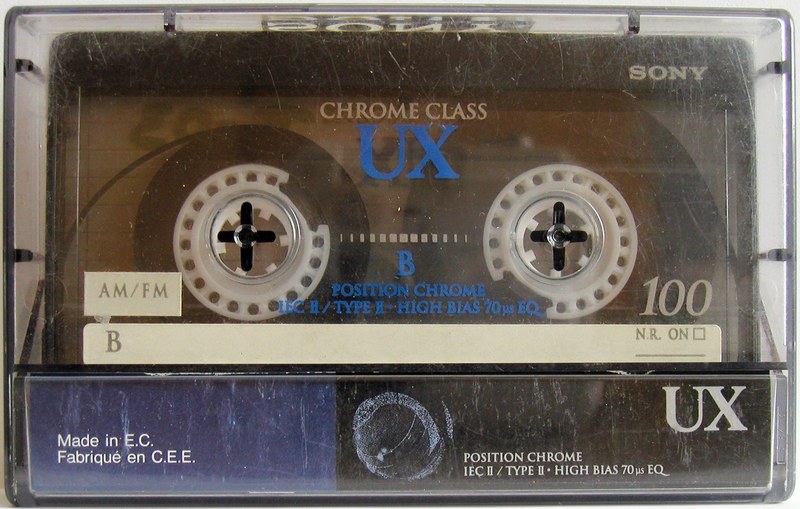 SONY
SONY
CHROME CLASS
UX
B
POSITION CHROME
IEC II / TYPE II · HIGH BIAS 70µs EQ
AM/FM
100
B
N.R. ON □
UX
Made in E.C.
Fabriqué en C.E.E.
POSITION CHROME
IEC II / TYPE II · HIGH BIAS 70µs EQ